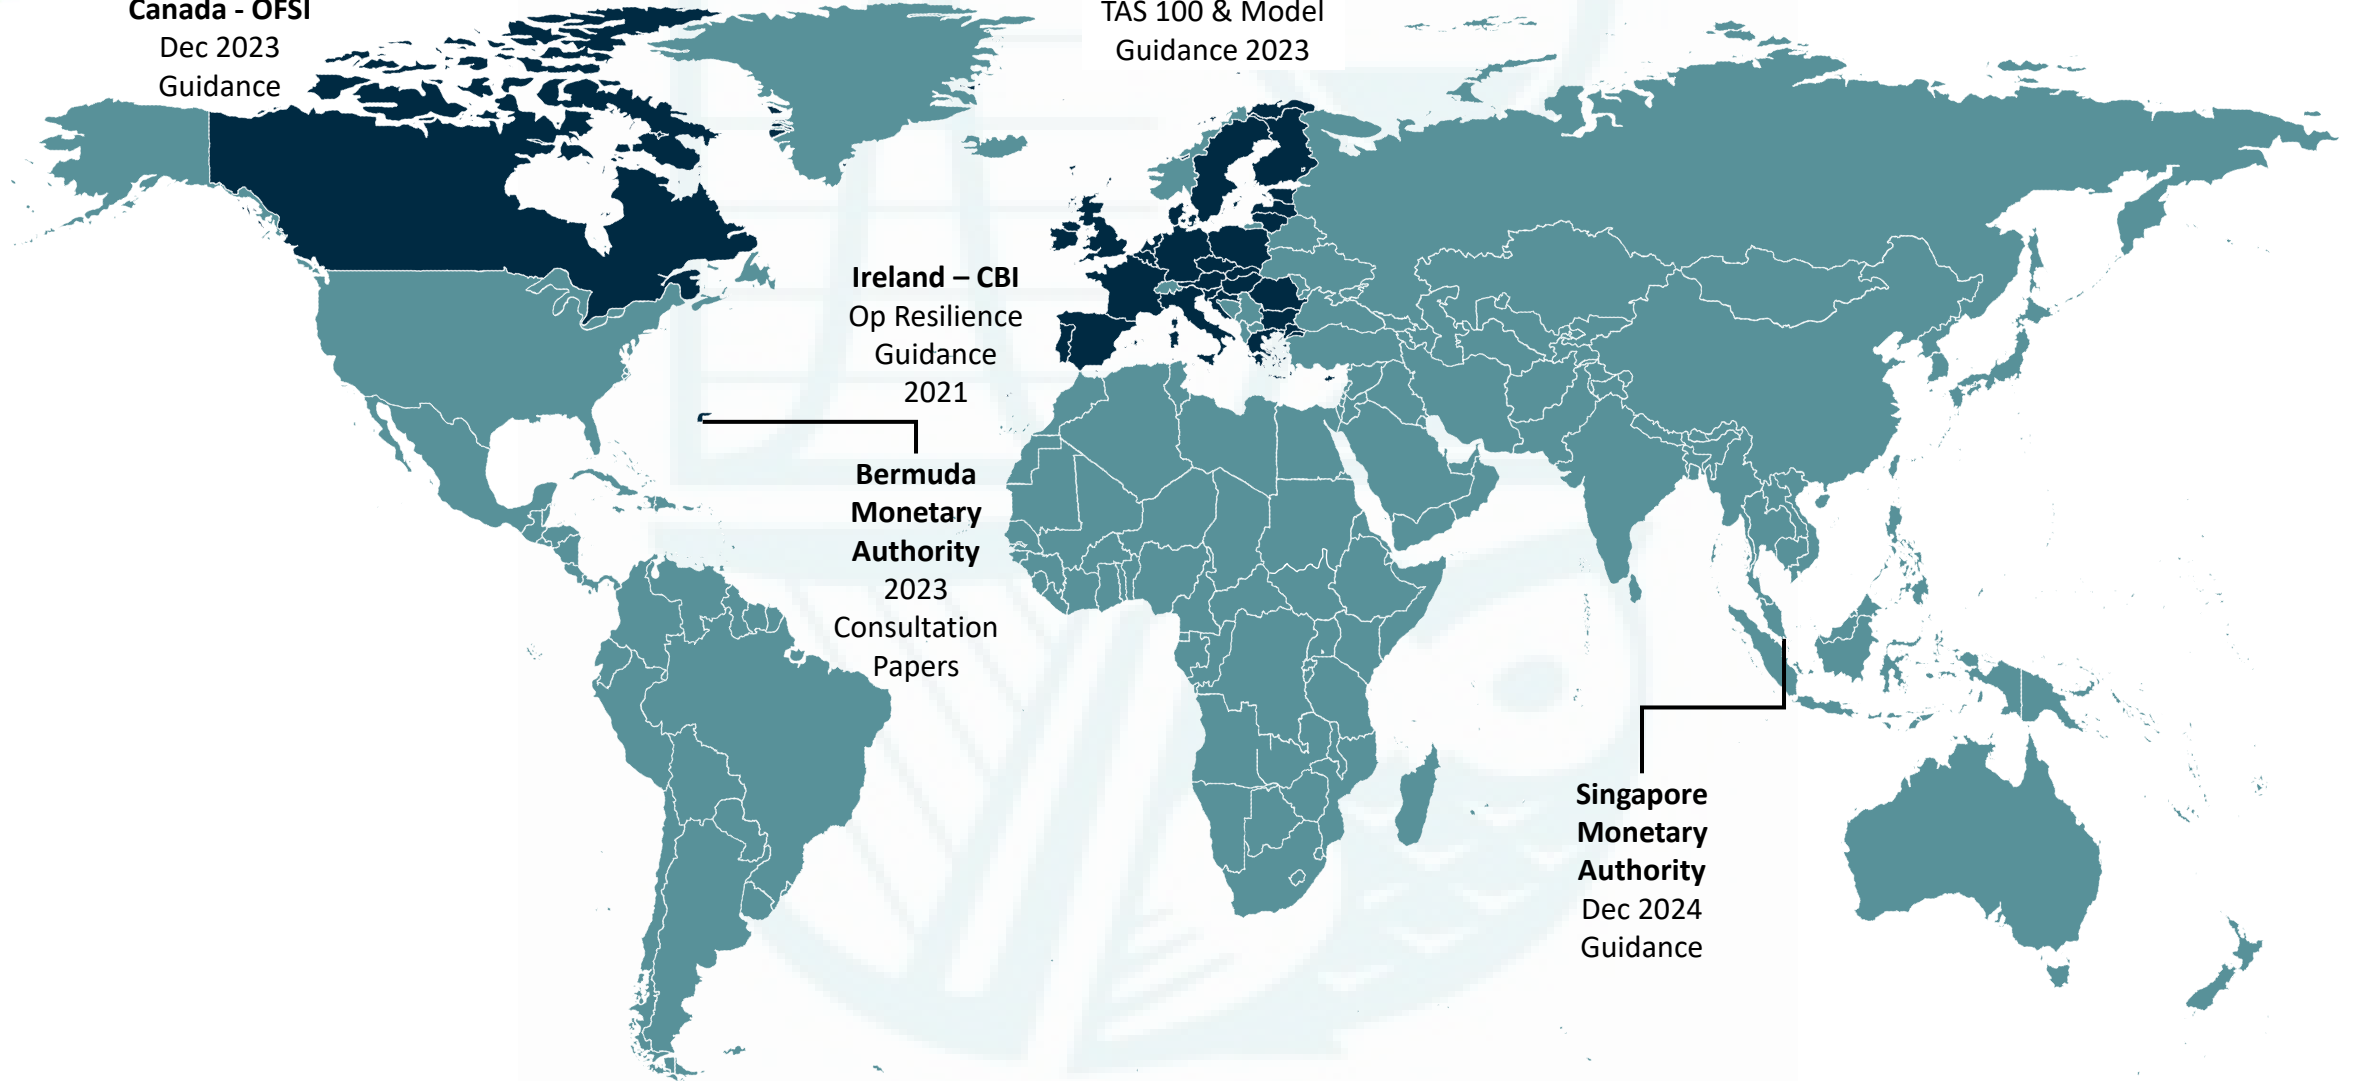 Canada - OFSI
Dec 2023
Guidance
TAS 100 & Model
Guidance 2023
Ireland – CBI
Op Resilience
Guidance
2021
Bermuda
Monetary
Authority
2023
Consultation
Papers
Singapore
Monetary
Authority
Dec 2024
Guidance